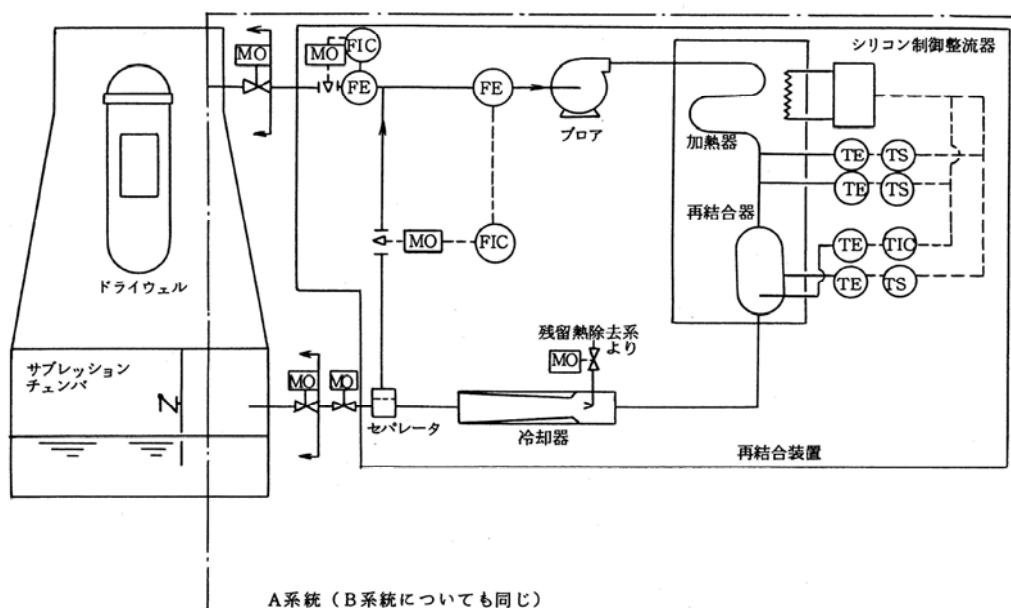 シリコン制御整流器
MO
MO
FIC
FE
FE
ブロア
加熱器
TE
TS
TE
TS
再結合器
MO
FIC
TE
TIC
TE
TS
ドライウェル
残留熱除去系
より
MO
サプレッション
チェンバ
MO
MO
セパレータ
冷却器
再結合装置
A系統（B系統についても同じ）